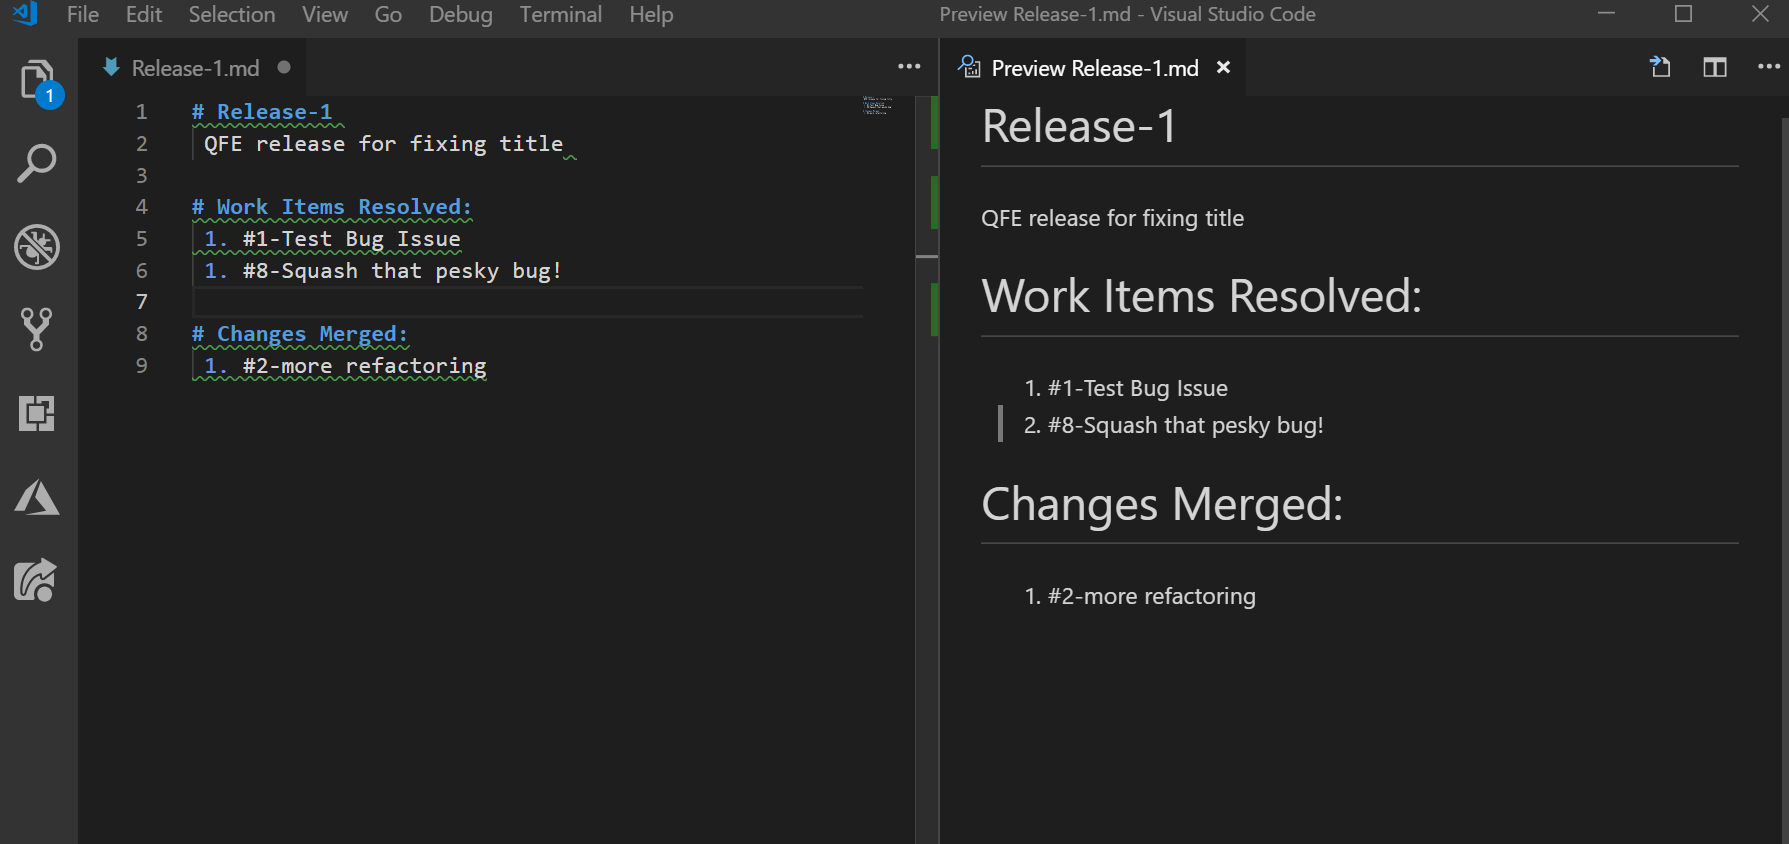 File Edit Selection View Go Debug Terminal Help
Preview Release-1.md - Visual Studio Code
1
Release-1.md
1 # Release-1
2 QFE release for fixing title
3
4 # Work Items Resolved:
5 1. #1-Test Bug Issue
6 1. #8-Squash that pesky bug!
7
8 # Changes Merged:
9 1. #2-more refactoring
Preview Release-1.md
Release-1
QFE release for fixing title
Work Items Resolved:
1. #1-Test Bug Issue
2. #8-Squash that pesky bug!
Changes Merged:
1. #2-more refactoring